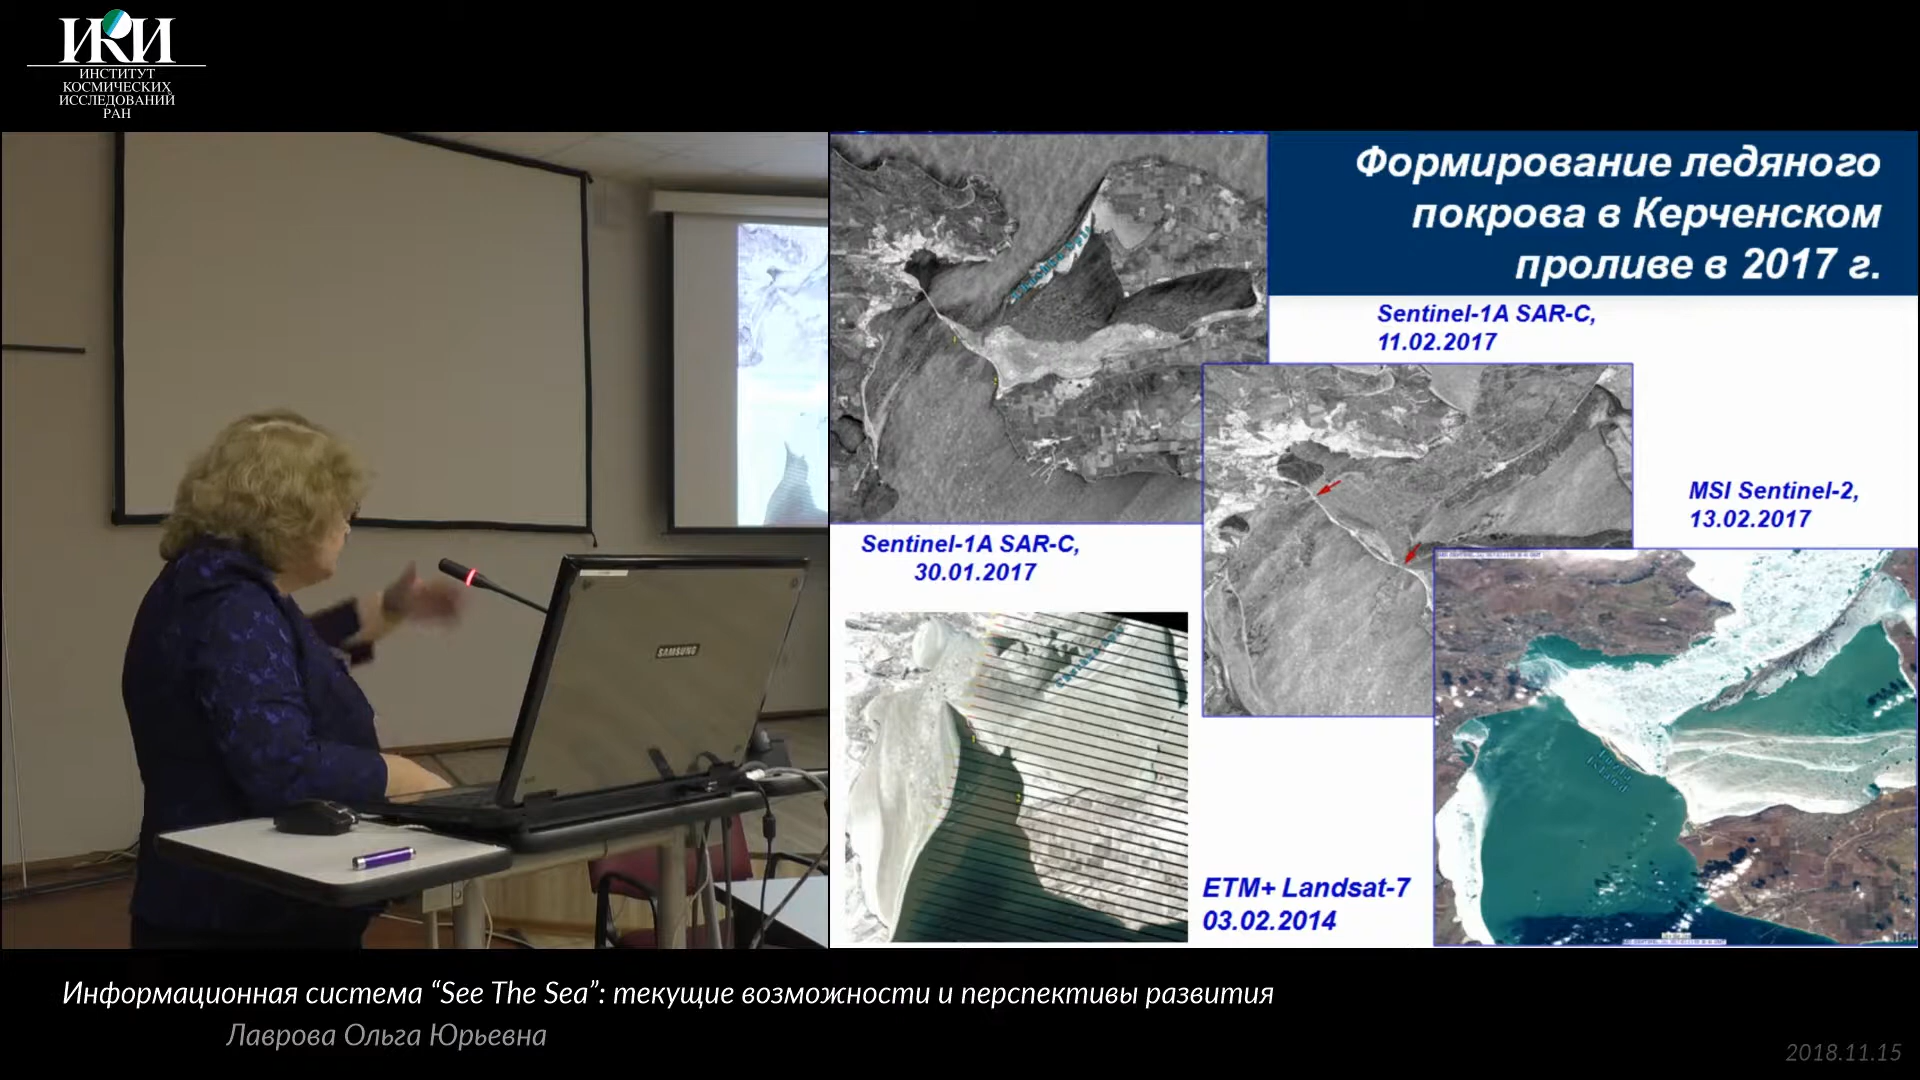 ИКИ
ИНСТИТУТ
КОСМИЧЕСКИХ
ИССЛЕДОВАНИЙ
РАН
Формирование ледяного
покрова в Керченском
проливе в 2017 г.
Sentinel-1A SAR-C,
11.02.2017
MSI Sentinel-2,
13.02.2017
Sentinel-1A SAR-C,
30.01.2017
SAMSUNG
ETM+ Landsat-7
03.02.2014
Информационная система “See The Sea”: текущие возможности и перспективы развития
Лаврова Ольга Юрьевна
2018.11.15